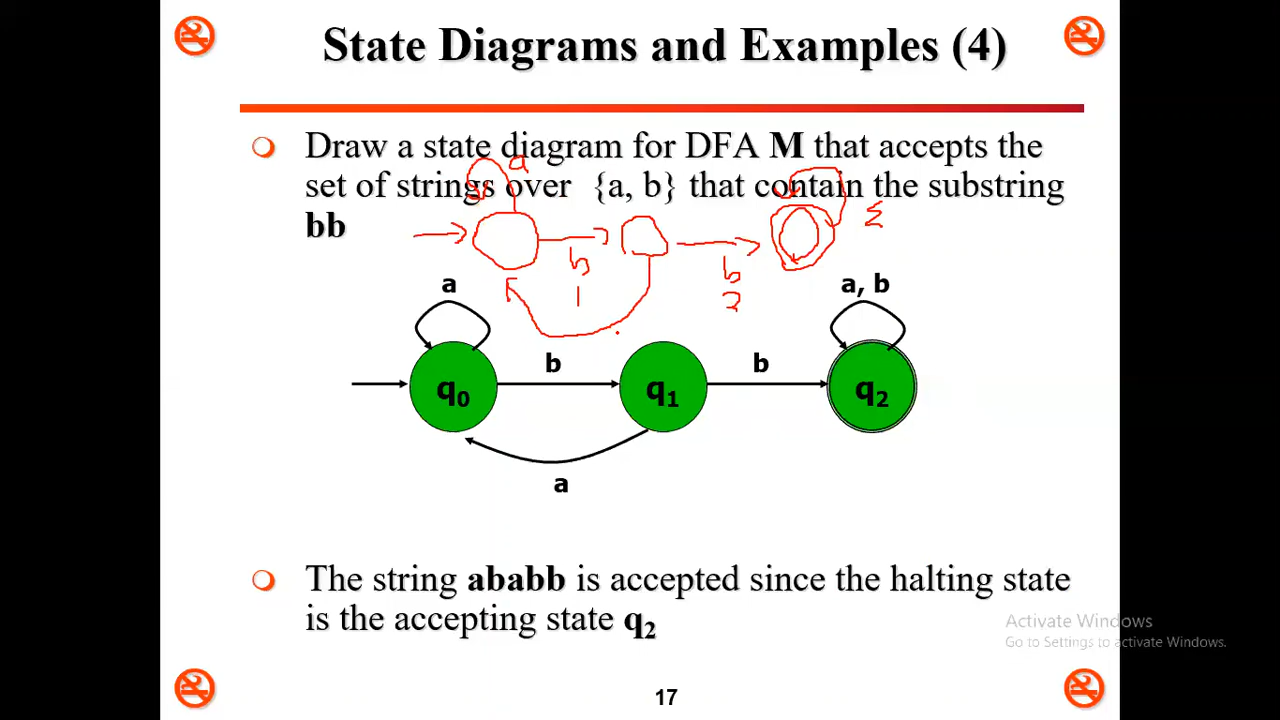 State Diagrams and Examples (4)
Draw a state diagram for DFA M that accepts the
set of strings over {a, b} that contain the substring
bb
a
Σ
b
b
1
2
a
a, b
b
b
q0
q1
q2
a
The string ababb is accepted since the halting state
is the accepting state q2
Activate Windows
Go to Settings to activate Windows.
17